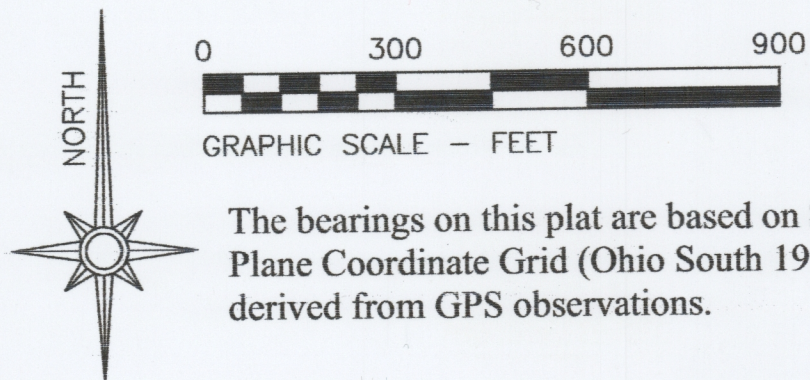 0 300 600 900
NORTH
GRAPHIC SCALE – FEET
The bearings on this plat are based on
Plane Coordinate Grid (Ohio South 19
derived from GPS observations.